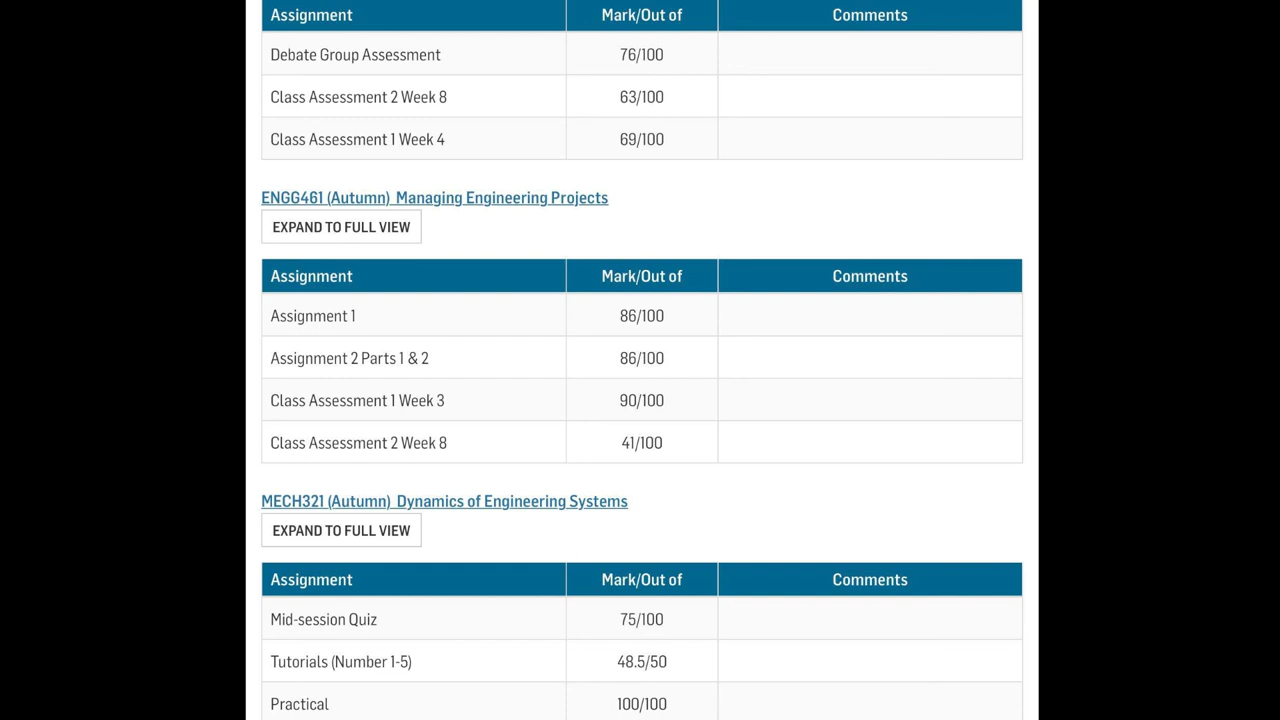 Assignment Mark/Out of Comments
Debate Group Assessment 76/100
Class Assessment 2 Week 8 63/100
Class Assessment 1 Week 4 69/100
ENGG461 (Autumn) Managing Engineering Projects
EXPAND TO FULL VIEW
Assignment Mark/Out of Comments
Assignment 1 86/100
Assignment 2 Parts 1 & 2 86/100
Class Assessment 1 Week 3 90/100
Class Assessment 2 Week 8 41/100
MECH321 (Autumn) Dynamics of Engineering Systems
EXPAND TO FULL VIEW
Assignment Mark/Out of Comments
Mid-session Quiz 75/100
Tutorials (Number 1-5) 48.5/50
Practical 100/100